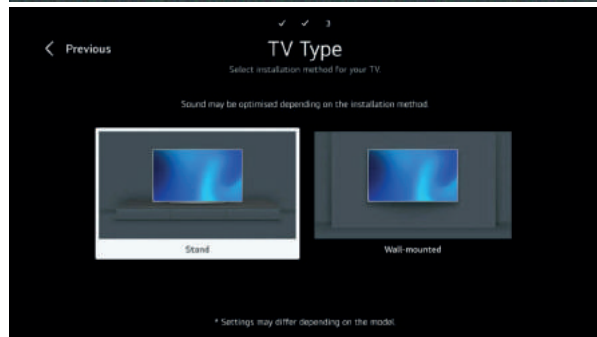 ✓ ✓ 3
Previous
TV Type
Select installation method for your TV.
Sound may be optimised depending on the installation method.
Stand
Wall-mounted
* Settings may differ depending on the model.